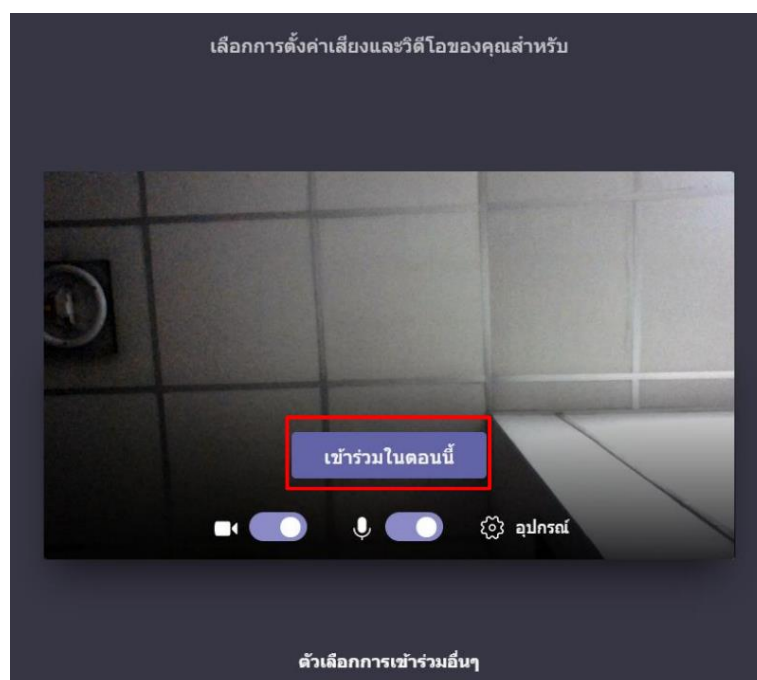 เลือกการตั้งค่าเสียงและวิดีโอของคุณสำหรับ
เข้าร่วมในตอนนี้
อุปกรณ์
ตัวเลือกการเข้าร่วมอื่นๆ